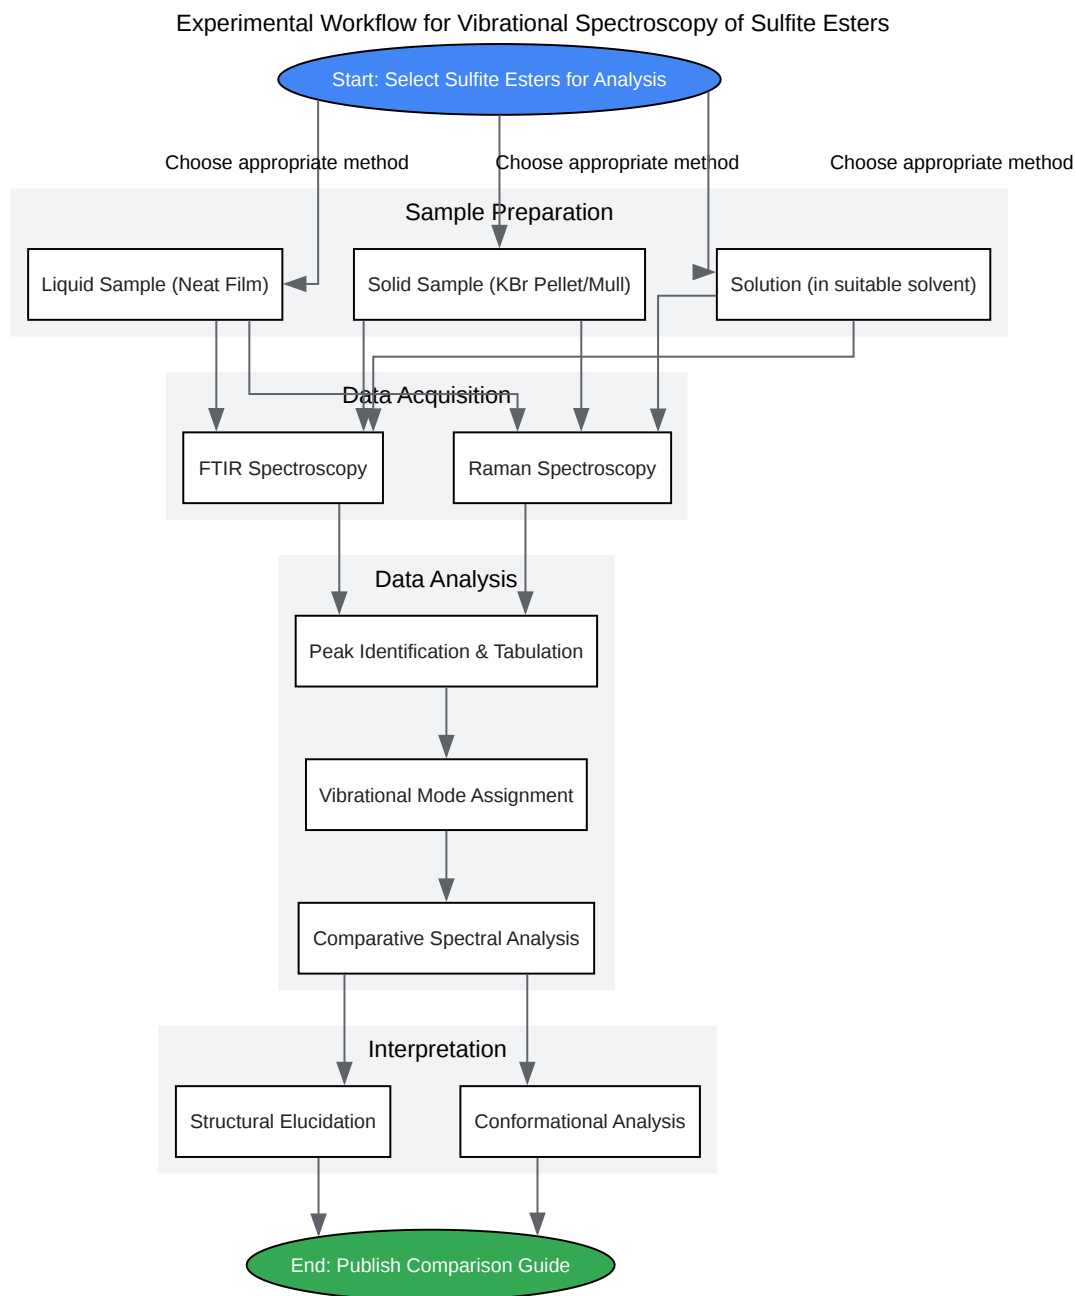 Experimental Workflow for Vibrational Spectroscopy of Sulfite Esters
Start: Select Sulfite Esters for Analysis
Choose appropriate method
Choose appropriate method
Choose appropriate method
Sample Preparation
Liquid Sample (Neat Film)
Solid Sample (KBr Pellet/Mull)
Solution (in suitable solvent)
Data Acquisition
FTIR Spectroscopy
Raman Spectroscopy
Data Analysis
Peak Identification & Tabulation
Vibrational Mode Assignment
Comparative Spectral Analysis
Interpretation
Structural Elucidation
Conformational Analysis
End: Publish Comparison Guide